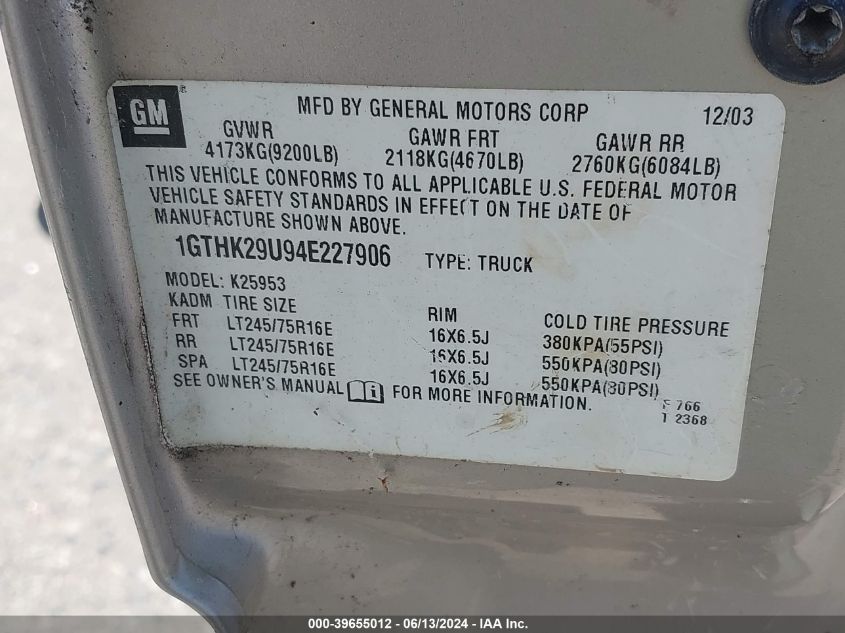 GM
MFD BY GENERAL MOTORS CORP 12/03
GVWR GAWR FRT GAWR RR
4173KG(9200LB) 2118KG(4670LB) 2760KG(6084LB)
THIS VEHICLE CONFORMS TO ALL APPLICABLE U.S. FEDERAL MOTOR
VEHICLE SAFETY STANDARDS IN EFFECT ON THE DATE OF
MANUFACTURE SHOWN ABOVE.
1GTHK29U94E227906 TYPE: TRUCK
MODEL: K25953
KADM TIRE SIZE RIM COLD TIRE PRESSURE
FRT LT245/75R16E 16X6.5J 380KPA(55PSI)
RR LT245/75R16E 16X6.5J 550KPA(80PSI)
SPA LT245/75R16E 16X6.5J 550KPA(80PSI)
SEE OWNER'S MANUAL FOR MORE INFORMATION.
F 766
T 2368
000-39655012 - 06/13/2024 - IAA, Inc.